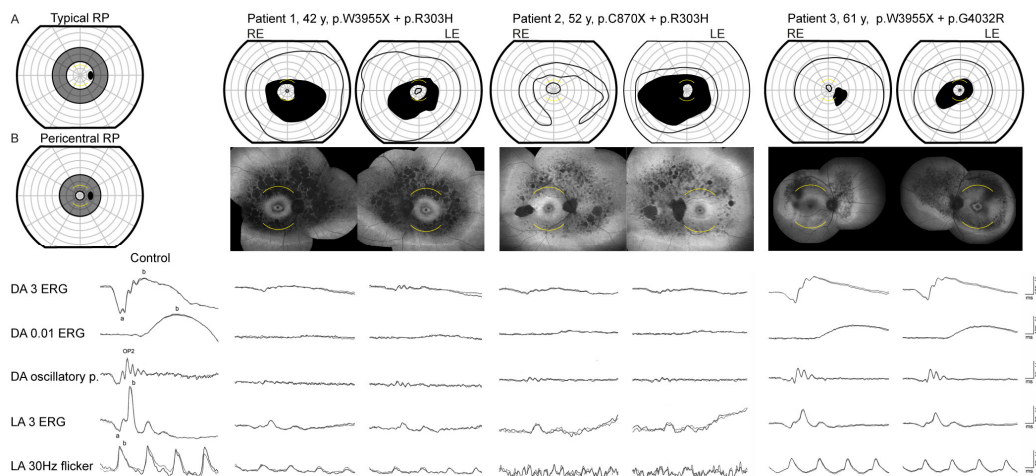 A
Typical RP
Patient 1, 42 y, p.W3955X + p.R303H
RE
LE
Patient 2, 52 y, p.C870X + p.R303H
RE
LE
Patient 3, 61 y, p.W3955X + p.G4032R
RE
LE
B
Pericentral RP
Control
DA 3 ERG
a
b
ms
DA 0.01 ERG
b
ms
DA oscillatory p.
OP2
ms
LA 3 ERG
a
b
ms
LA 30Hz flicker
b
ms